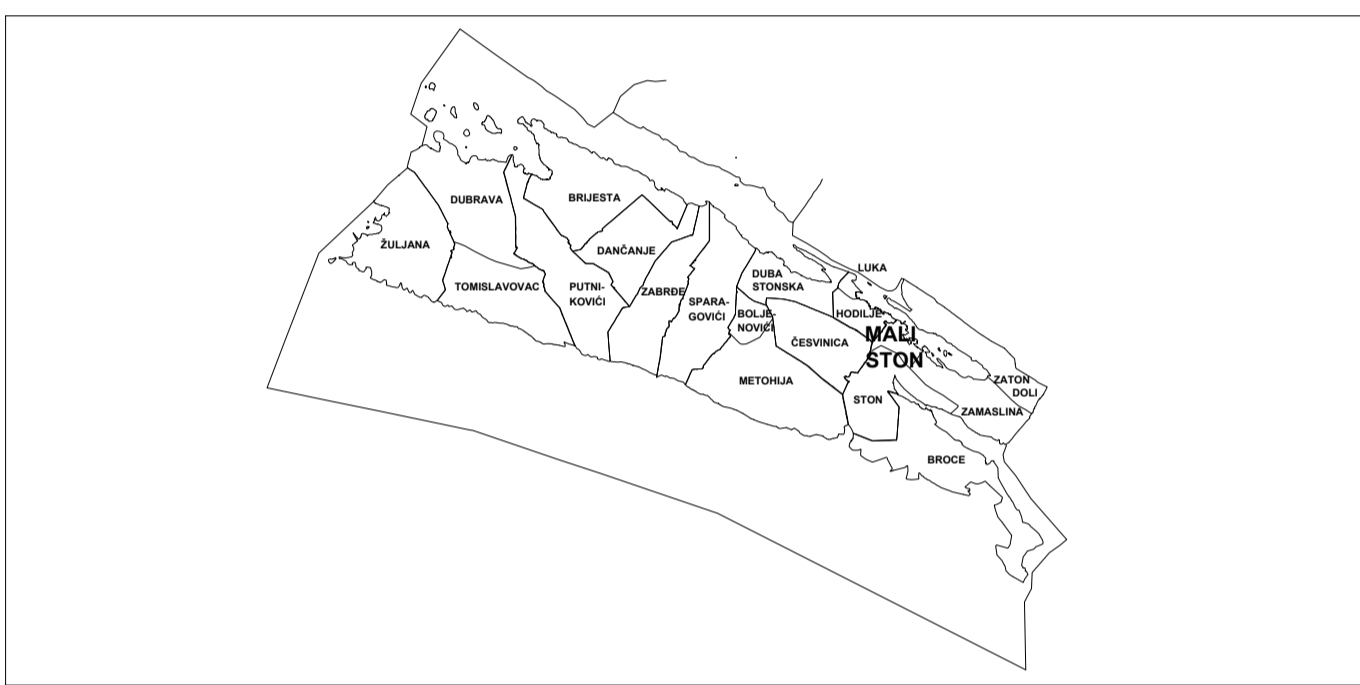 BRIJESTA
DUBRAVA
ŽULJANA
DANČANJE
LUKA
DUBA
STONSKA
TOMISLAVOVAC
PUTNI-
KOVIĆI
ZABRĐE
SPARA-
GOVIĆI
BOLJE-
NOVIĆI
HODILJE
MALI
STON
ČESVINICA
METOHIJA
ZATON
DOLI
STON
ZAMASLINA
BROCE